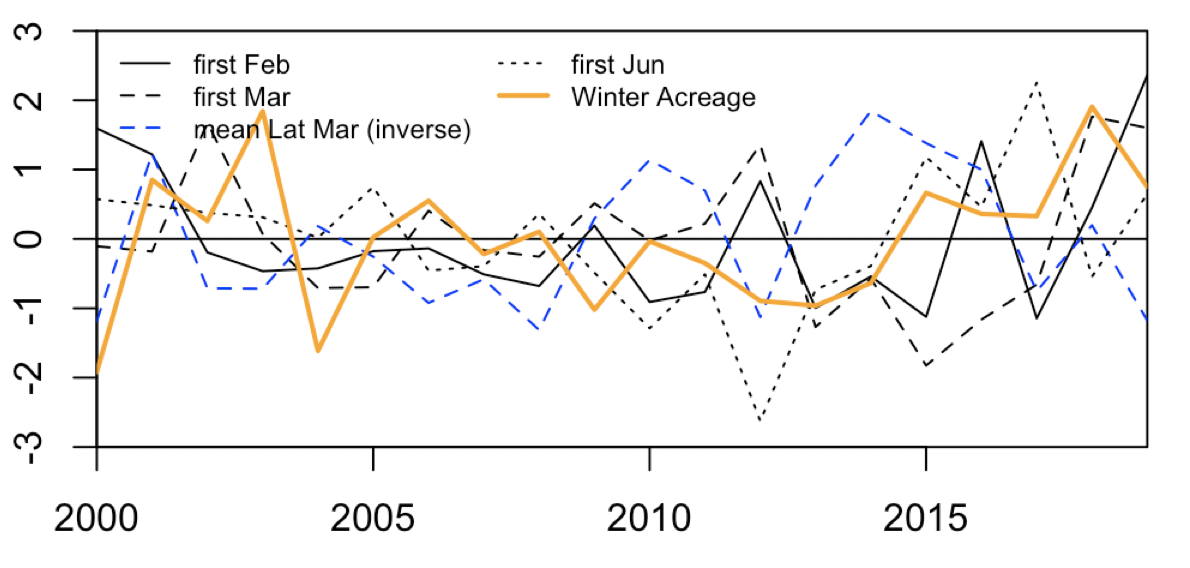 3
2
1
0
-1
-2
-3
first Feb
first Mar
mean Lat Mar (inverse)
first Jun
Winter Acreage
2000 2005 2010 2015